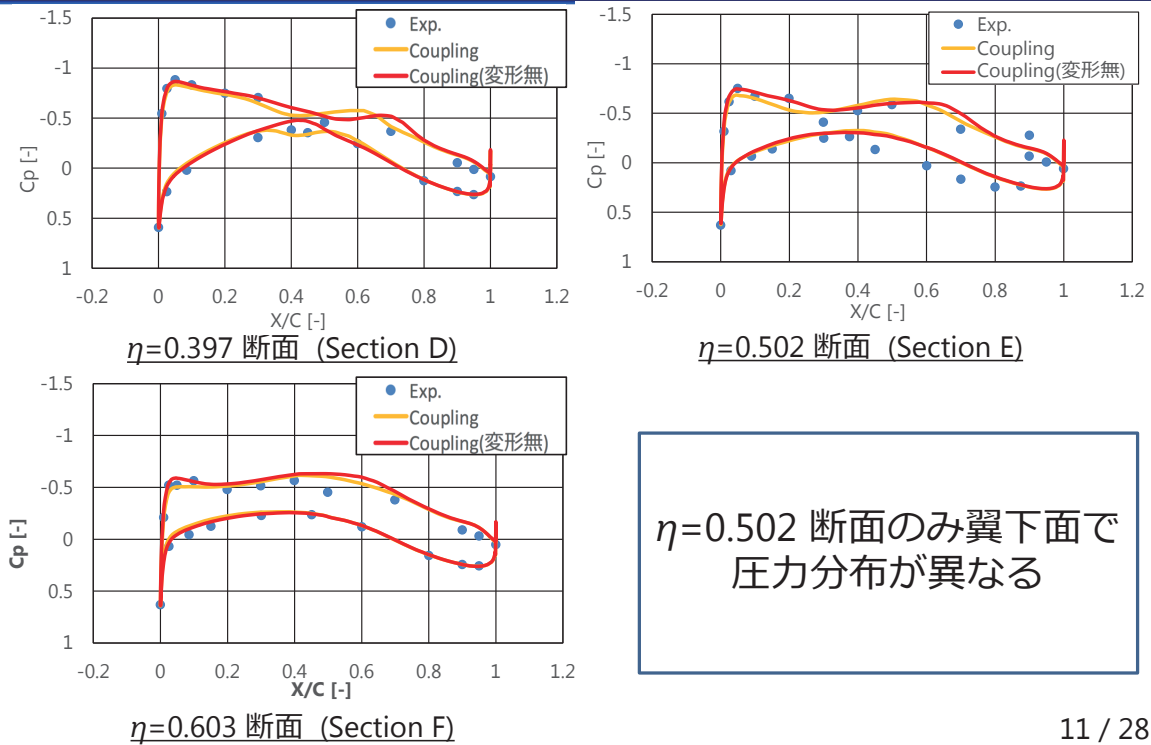 -1.5
-1
-0.5
0
0.5
1
Cp [-]
-0.2 0 0.2 0.4 0.6 0.8 1 1.2
X/C [-]
Exp.
Coupling
Coupling(変形無)
η=0.397 断面 (Section D)
-1.5
-1
-0.5
0
0.5
1
Cp [-]
-0.2 0 0.2 0.4 0.6 0.8 1 1.2
X/C [-]
Exp.
Coupling
Coupling(変形無)
η=0.502 断面 (Section E)
-1.5
-1
-0.5
0
0.5
1
Cp [-]
-0.2 0 0.2 0.4 0.6 0.8 1 1.2
X/C [-]
Exp.
Coupling
Coupling(変形無)
η=0.603 断面 (Section F)
η=0.502 断面のみ翼下面で
圧力分布が異なる
11 / 28